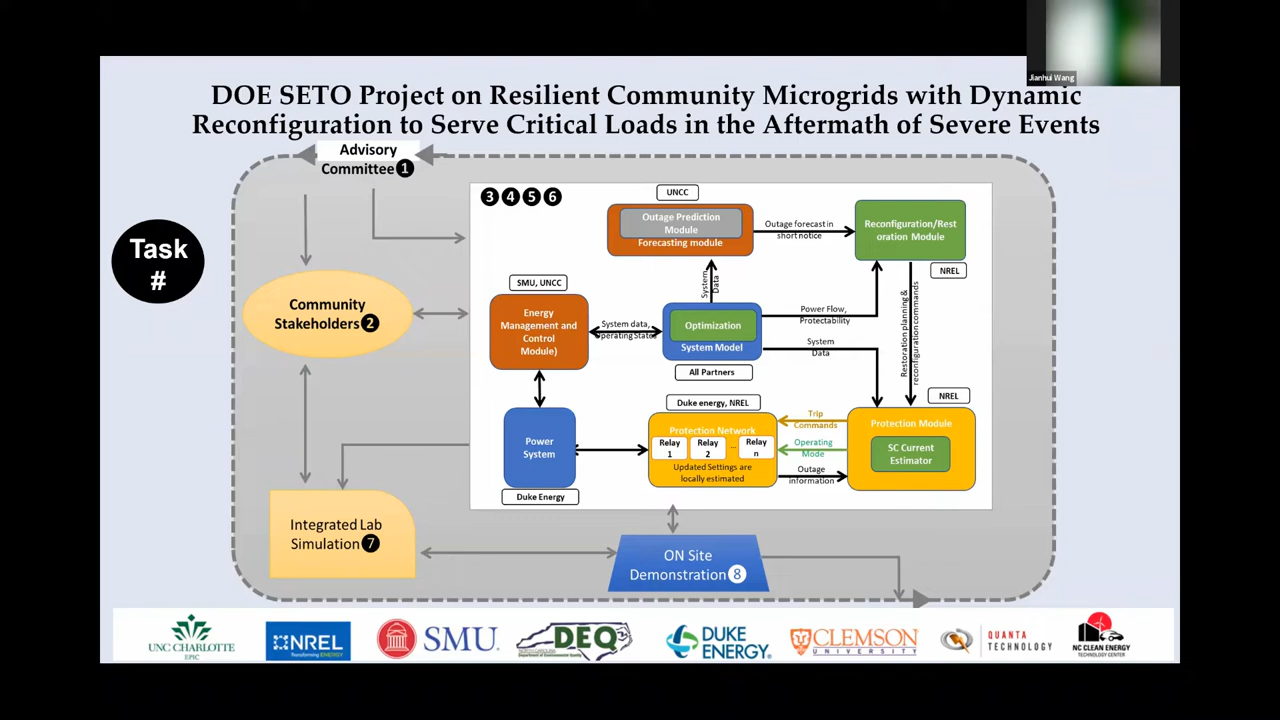 Jianhui Wang
DOE SETO Project on Resilient Community Microgrids with Dynamic
Reconfiguration to Serve Critical Loads in the Aftermath of Severe Events
Advisory
Committee 1
Task
#
3 4 5 6
UNCC
Outage Prediction
Module
Forecasting module
Outage forecast in
short notice
Reconfiguration/Rest
oration Module
NREL
SMU, UNCC
Energy
Management and
Control
Module)
System data,
Operating States
System
Data
Optimization
System Model
All Partners
Power Flow,
Protectability
System
Data
Restoration planning &
reconfiguration commands
Community
Stakeholders 2
Duke energy, NREL
NREL
Power
System
Duke Energy
Protection Network
Relay
1
Relay
2
...
Relay
n
Updated Settings are
locally estimated
Trip
Commands
Operating
Mode
Outage
information
Protection Module
SC Current
Estimator
Integrated Lab
Simulation 7
ON Site
Demonstration 8
UNC CHARLOTTE
EPIC
NREL
Transforming ENERGY
SMU.
NORTH CAROLINA
DEQ
Department of Environmental Quality
DUKE
ENERGY.
CLEMSON
UNIVERSITY
QUANTA
TECHNOLOGY
NC CLEAN ENERGY
TECHNOLOGY CENTER